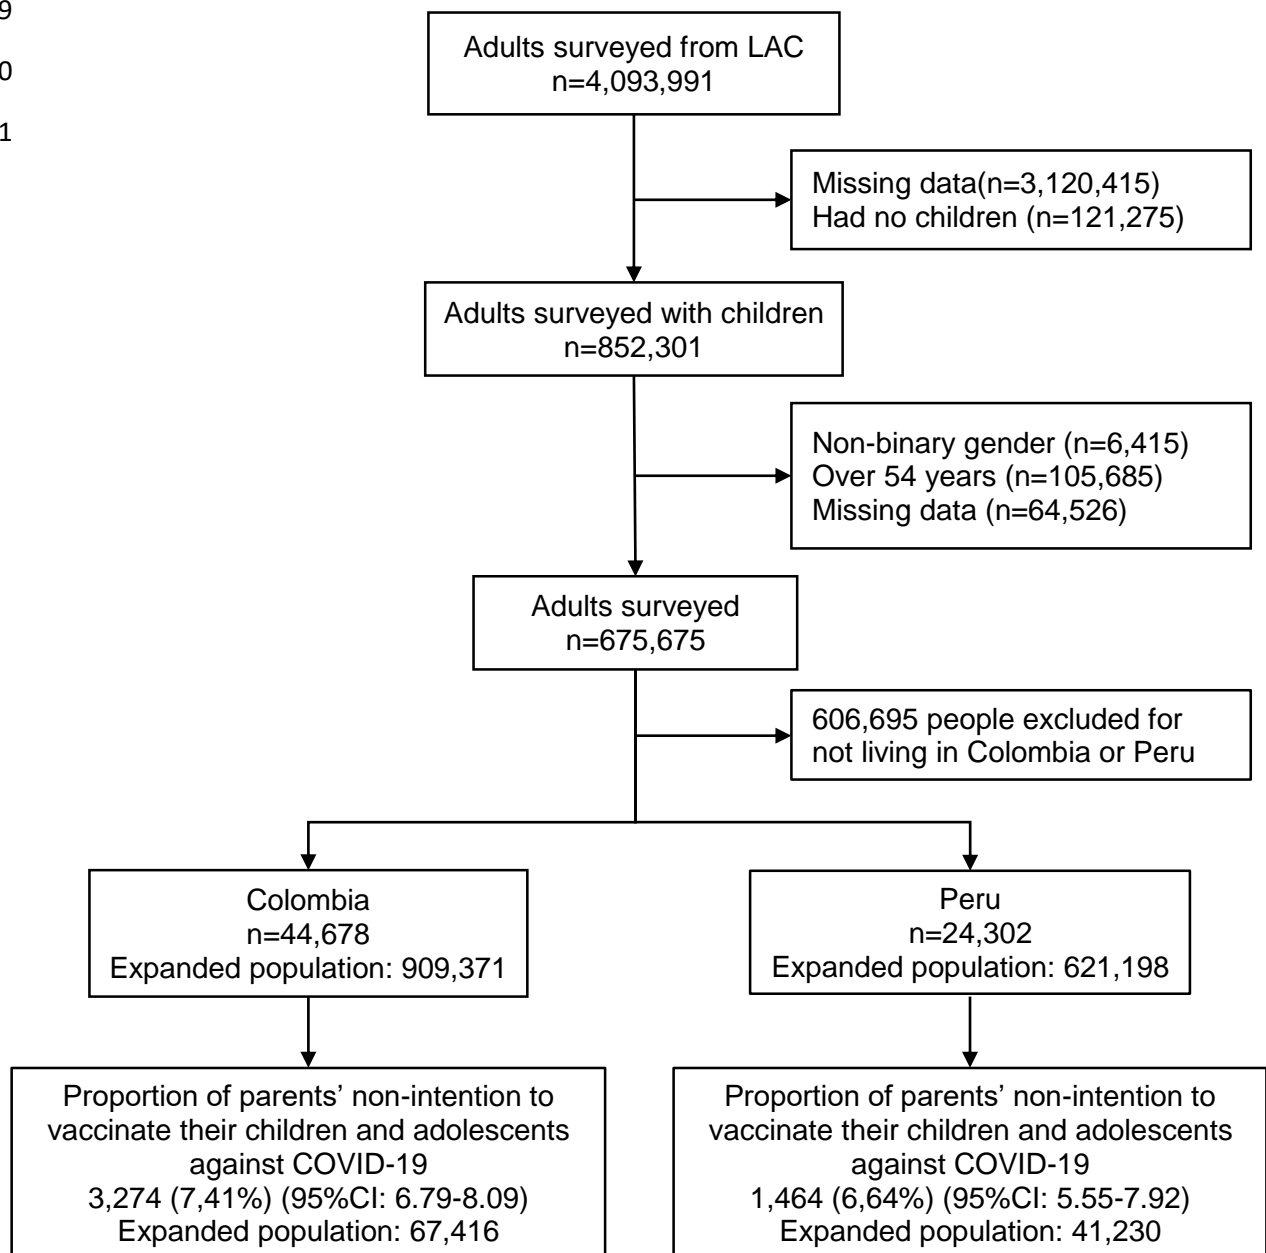 9
0
1
Adults surveyed from LAC
n=4,093,991
Missing data(n=3,120,415)
Had no children (n=121,275)
Adults surveyed with children
n=852,301
Non-binary gender (n=6,415)
Over 54 years (n=105,685)
Missing data (n=64,526)
Adults surveyed
n=675,675
606,695 people excluded for
not living in Colombia or Peru
Colombia
n=44,678
Expanded population: 909,371
Peru
n=24,302
Expanded population: 621,198
Proportion of parents’ non-intention to
vaccinate their children and adolescents
against COVID-19
3,274 (7,41%) (95%CI: 6.79-8.09)
Expanded population: 67,416
Proportion of parents’ non-intention to
vaccinate their children and adolescents
against COVID-19
1,464 (6,64%) (95%CI: 5.55-7.92)
Expanded population: 41,230